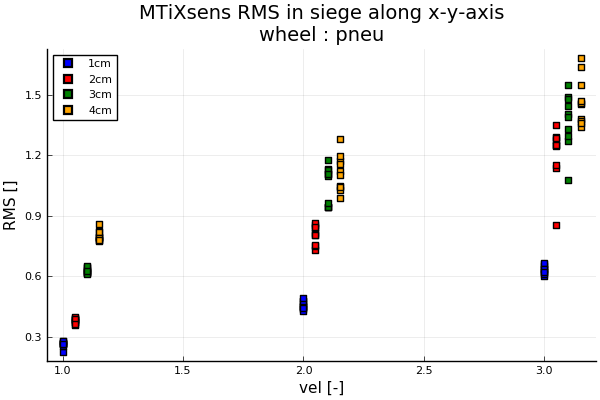 MTiXsens RMS in siege along x-y-axis
wheel : pneu
1cm
2cm
3cm
4cm
RMS []
1.5
1.2
0.9
0.6
0.3
1.0
1.5
2.0
2.5
3.0
vel [-]